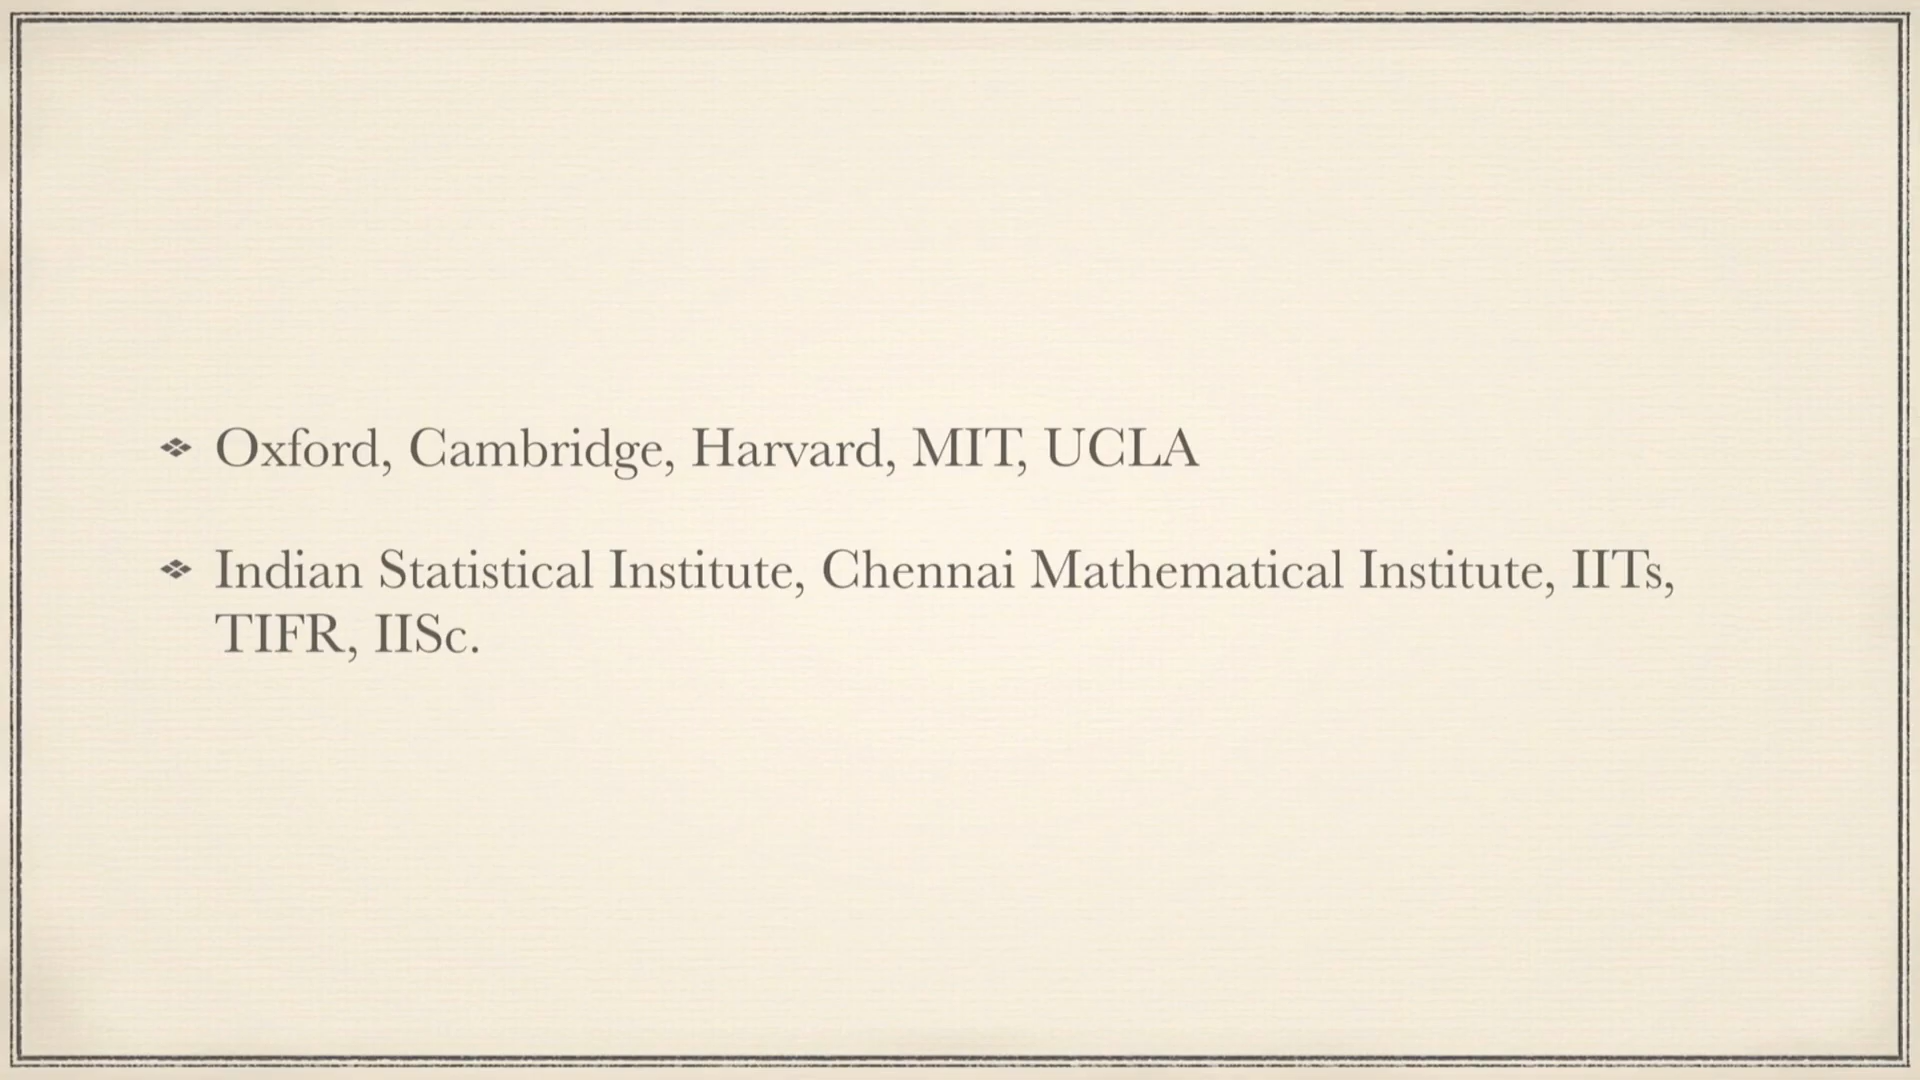 Oxford, Cambridge, Harvard, MIT, UCLA
Indian Statistical Institute, Chennai Mathematical Institute, IITs,
TIFR, IISc.